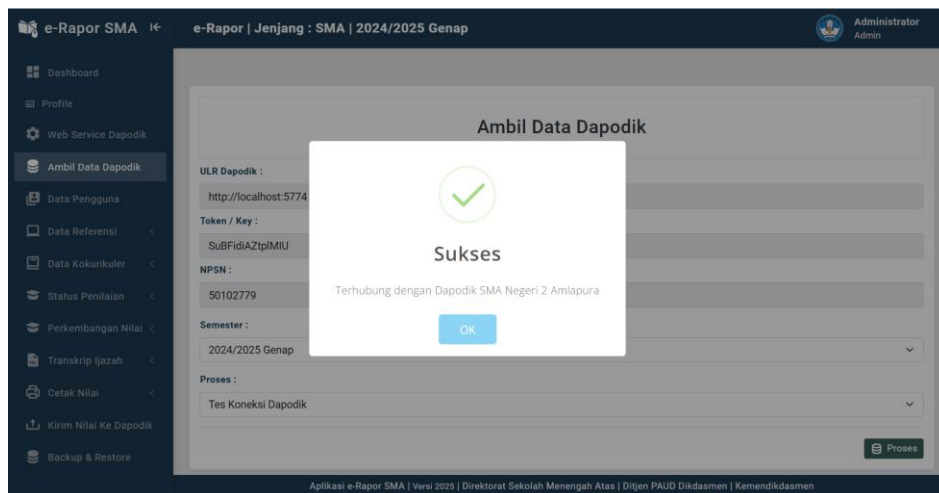 e-Rapor SMA
e-Rapor | Jenjang : SMA | 2024/2025 Genap
Administrator
Admin
Dashboard
Profile
Web Service Dapodik
Ambil Data Dapodik
Data Pengguna
Data Referensi
Data Kokurikuler
Status Penilaian
Perkembangan Nilai
Transkrip Ijazah
Cetak Nilai
Kirim Nilai Ke Dapodik
Backup & Restore
Ambil Data Dapodik
ULR Dapodik :
http://localhost:5774
Token / Key :
SuBFidiAZtplMIU
NPSN :
50102779
Semester :
2024/2025 Genap
Proses :
Tes Koneksi Dapodik
Proses
Sukses
Terhubung dengan Dapodik SMA Negeri 2 Amlapura
OK
Aplikasi e-Rapor SMA | Versi 2025 | Direktorat Sekolah Menengah Atas | Ditjen PAUD Dikdasmen | Kemendikdasmen